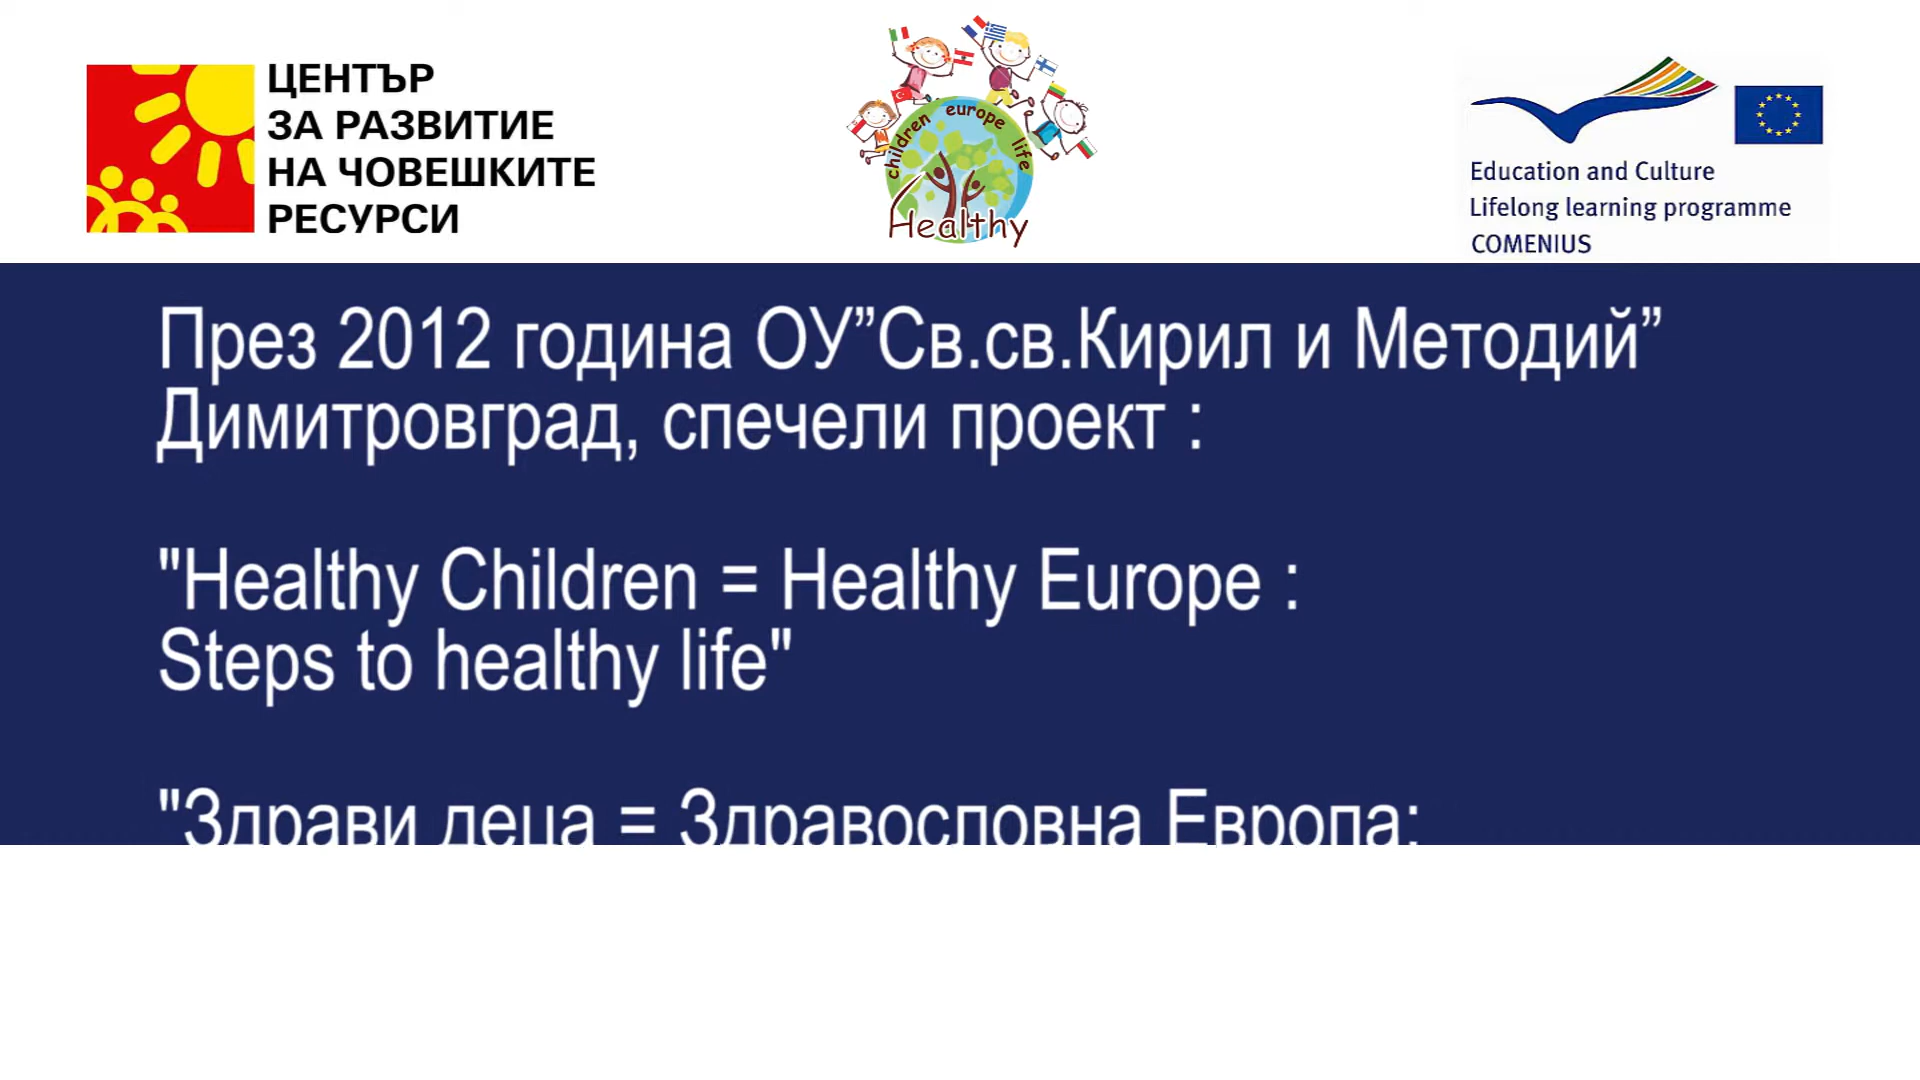 ЦЕНТЪР
ЗА РАЗВИТИЕ
НА ЧОВЕШКИТЕ
РЕСУРСИ
children europe life
Healthy
Education and Culture
Lifelong learning programme
COMENIUS
През 2012 година ОУ”Св.св.Кирил и Методий”
Димитровград, спечели проект :
"Healthy Children = Healthy Europe :
Steps to healthy life"
"Здрави деца = Здравословна Европа: